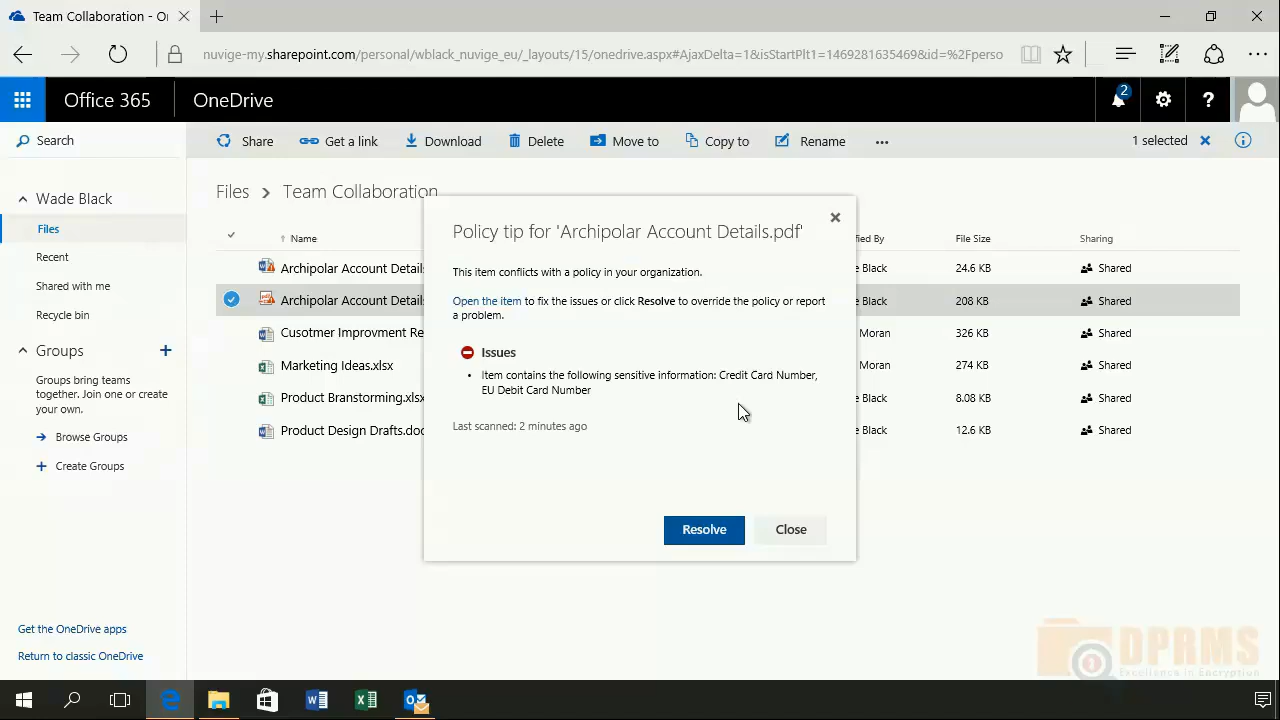 Team Collaboration - O
nuvige-my.sharepoint.com/personal/wblack_nuvige_eu/_layouts/15/onedrive.aspx#AjaxDelta=1&isStartPlt1=1469281635469&id=%2Fperso
Office 365
OneDrive
2
?
Search
Share
Get a link
Download
Delete
Move to
Copy to
Rename
...
1 selected
Files > Team Collaboration
Wade Black
Files
Recent
Shared with me
Recycle bin
Groups
Groups bring teams
together. Join one or create
your own.
Browse Groups
Create Groups
Get the OneDrive apps
Return to classic OneDrive
Name
fied By
File Size
Sharing
Archipolar Account Details
e Black
24.6 KB
Shared
Archipolar Account Details
e Black
208 KB
Shared
Cusotmer Improvment Re
Moran
326 KB
Shared
Marketing Ideas.xlsx
Moran
274 KB
Shared
Product Branstorming.xlsx
e Black
8.08 KB
Shared
Product Design Drafts.doc
e Black
12.6 KB
Shared
Policy tip for 'Archipolar Account Details.pdf'
This item conflicts with a policy in your organization.
Open the item to fix the issues or click Resolve to override the policy or report
a problem.
Issues
• Item contains the following sensitive information: Credit Card Number,
EU Debit Card Number
Last scanned: 2 minutes ago
Resolve
Close
DPRMS
Excellence in Encryption